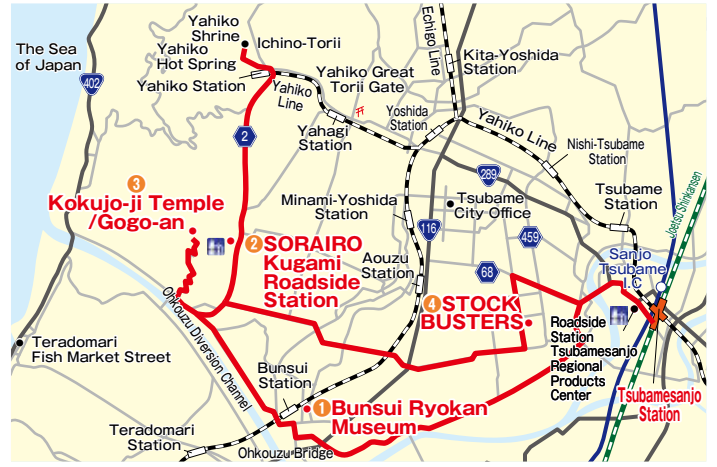 Yahiko
Shrine
Ichino-Torii
Echigo Line
The Sea
of Japan
Yahiko
Hot Spring
Yahiko Station
Yahiko
Line
Yahiko Great
Torii Gate
Kita-Yoshida
Station
402
2
Yahagi
Station
Yoshida
Station
Yahiko Line
Nishi-Tsubame
Station
289
3
Kokujo-ji Temple
/Gogo-an
Minami-Yoshida
Station
Tsubame
City Office
Tsubame
Station
Joetsu Shinkansen
116
459
2 SORAIRO
Kugami
Roadside
Station
Aouzu
Station
68
Sanjo
Tsubame
I.C
4 STOCK
BUSTERS
Ohkouzu Diversion Channel
Roadside
Station
Tsubamesanjo
Regional
Products
Center
Teradomari
Fish Market Street
Bunsui
Station
Tsubamesanjo
Station
1 Bunsui Ryokan
Museum
Teradomari
Station
Ohkouzu Bridge